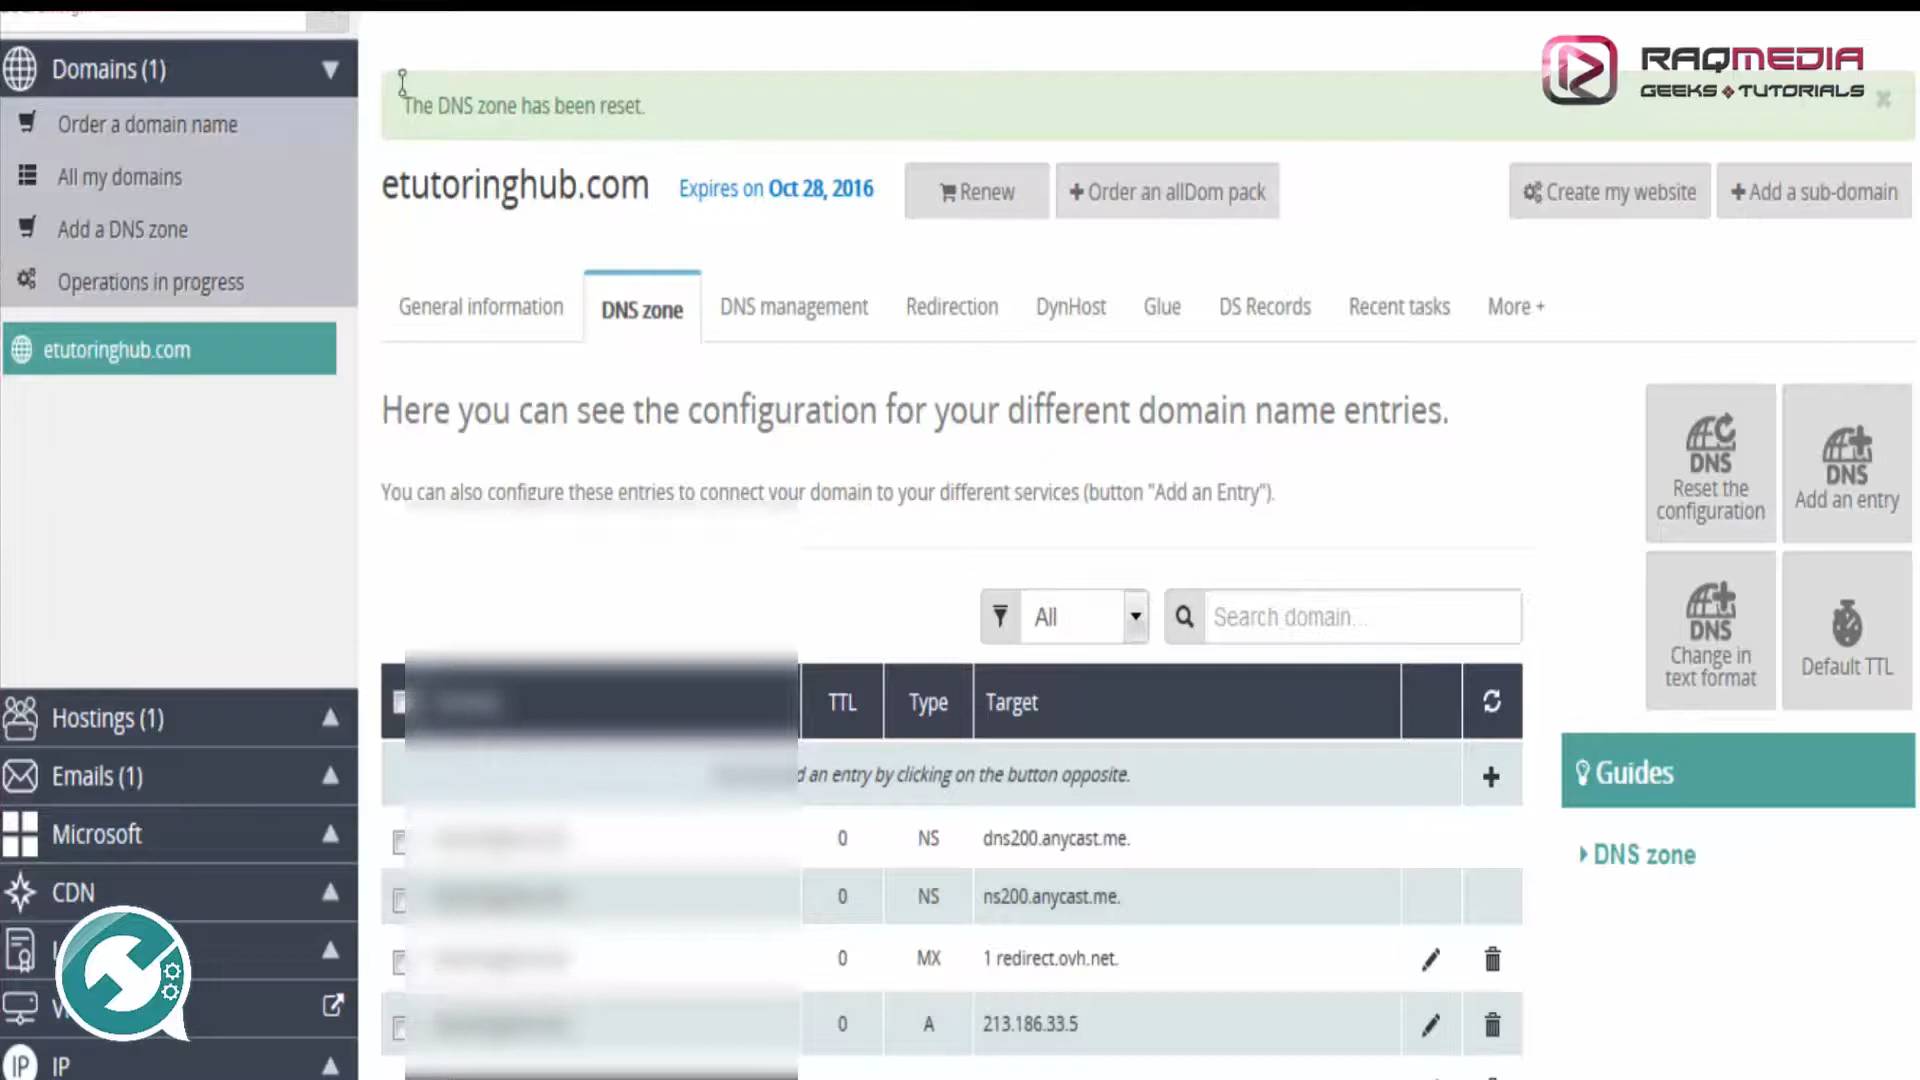 Domains (1)
Order a domain name
All my domains
Add a DNS zone
Operations in progress
etutoringhub.com
Hostings (1)
Emails (1)
Microsoft
CDN
IP IP
RAQMEDIA
GEEKS TUTORIALS
The DNS zone has been reset.
etutoringhub.com Expires on Oct 28, 2016 Renew +Order an allDom pack Create my website +Add a sub-domain
General information DNS zone DNS management Redirection DynHost Glue DS Records Recent tasks More +
Here you can see the configuration for your different domain name entries.
You can also configure these entries to connect your domain to your different services (button "Add an Entry").
DNS
Reset the
configuration
DNS
Add an entry
DNS
Change in
text format
Default TTL
All Search domain...
TTL Type Target
an entry by clicking on the button opposite.
0 NS dns200.anycast.me.
0 NS ns200.anycast.me.
0 MX 1 redirect.ovh.net.
0 A 213.186.33.5
Guides
DNS zone